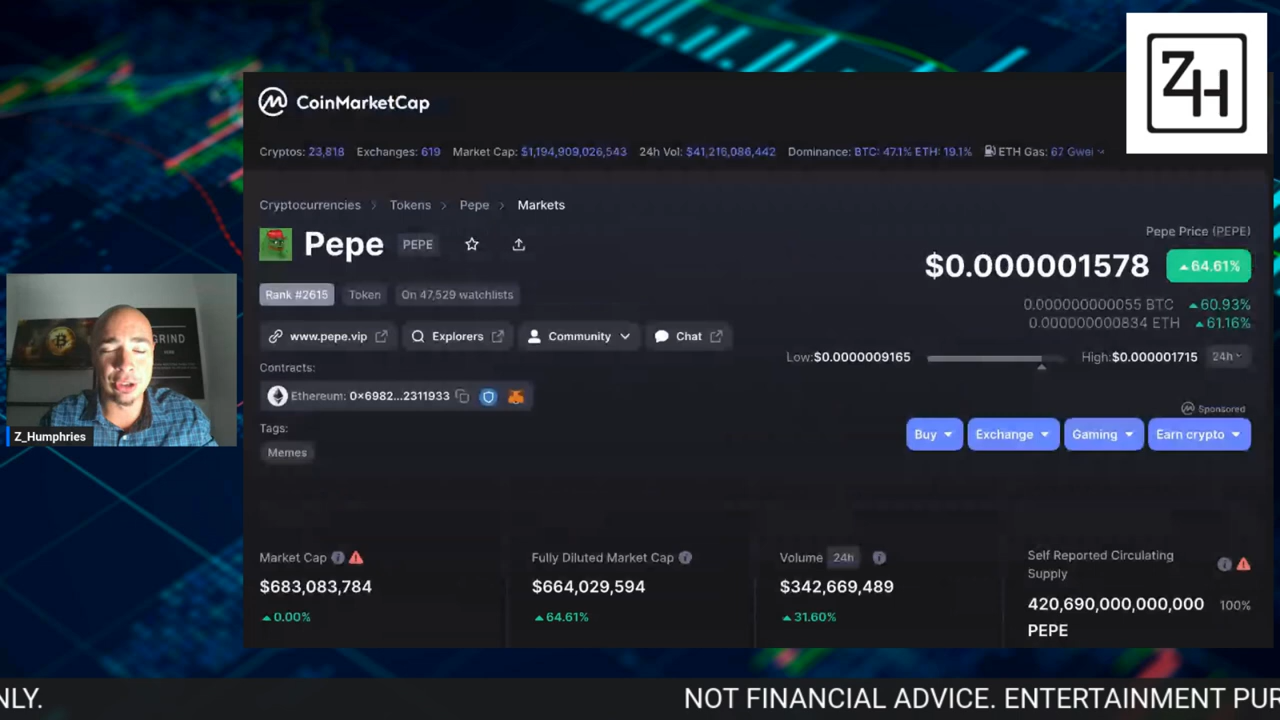 ZH
CoinMarketCap
Cryptos: 23,818 Exchanges: 619 Market Cap: $1,194,909,026,543 24h Vol: $41,216,086,442 Dominance: BTC: 47.1% ETH: 19.1% ETH Gas: 67 Gwei
Cryptocurrencies > Tokens > Pepe > Markets
Pepe Price (PEPE)
Pepe PEPE
$0.000001578 64.61%
0.000000000055 BTC 60.93%
Rank #2615 Token On 47,529 watchlists
0.000000000834 ETH 61.16%
www.pepe.vip Explorers Community Chat
Low:$0.0000009165 High:$0.000001715 24h
Contracts:
Ethereum: 0x6982...2311933
Sponsored
Tags:
Buy Exchange Gaming Earn crypto
Memes
GRIND
Z_Humphries
Market Cap Fully Diluted Market Cap Volume 24h Self Reported Circulating
Supply
$683,083,784 $664,029,594 $342,669,489
420,690,000,000,000 100%
0.00% 64.61% 31.60%
PEPE
NLY. NOT FINANCIAL ADVICE. ENTERTAINMENT PUR